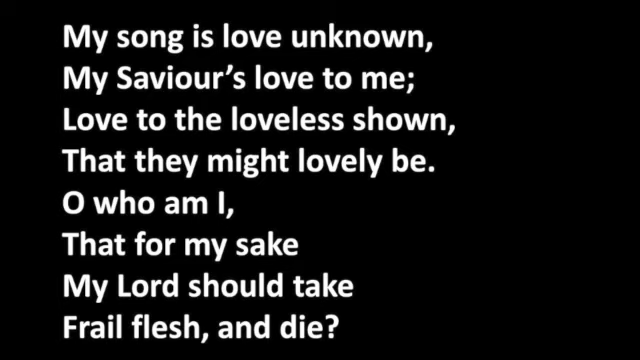 My song is love unknown,
My Saviour’s love to me;
Love to the loveless shown,
That they might lovely be.
O who am I,
That for my sake
My Lord should take
Frail flesh, and die?